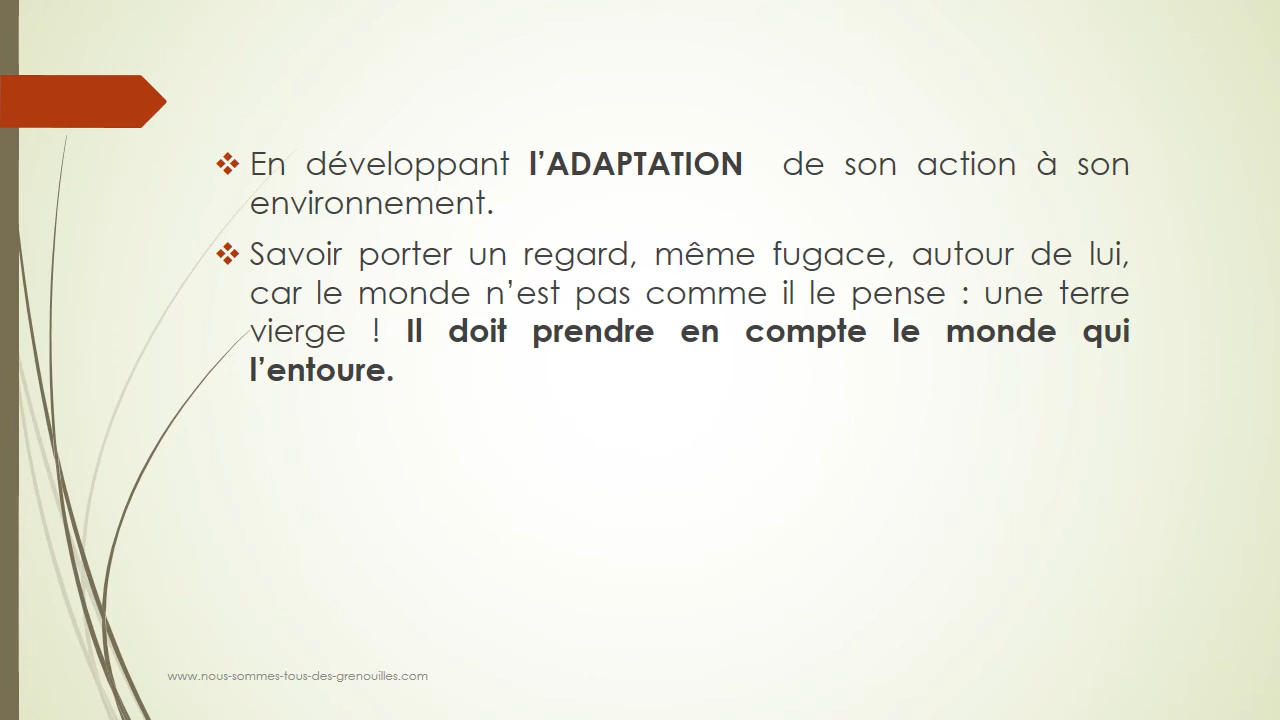 ❖ En développant l’ADAPTATION de son action à son
environnement.
❖ Savoir porter un regard, même fugace, autour de lui,
car le monde n’est pas comme il le pense : une terre
vierge ! Il doit prendre en compte le monde qui
l’entoure.
www.nous-sommes-tous-des-grenouilles.com